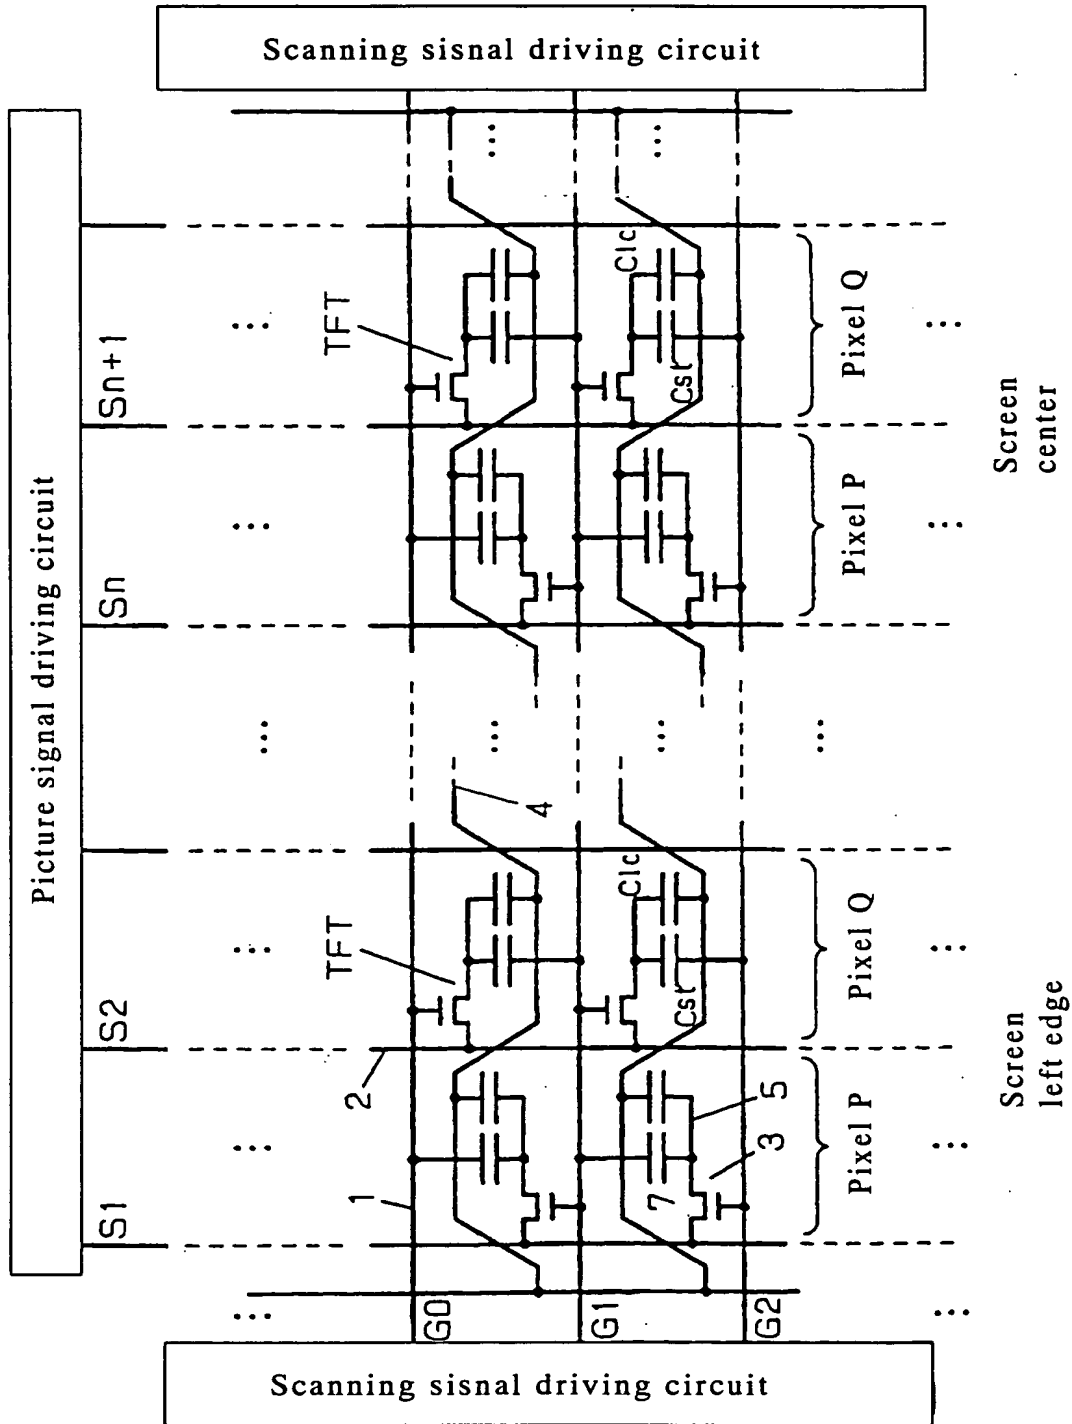 Picture signal driving circuit
Scanning sisnal driving circuit
Scanning sisnal driving circuit
S1
S2
Sn
Sn+1
TFT
TFT
1
2
4
G0
G1
G2
Clc
Clc
Cst
Cst
7
5
3
Pixel P
Pixel Q
Pixel P
Pixel Q
Screen
left edge
Screen
center